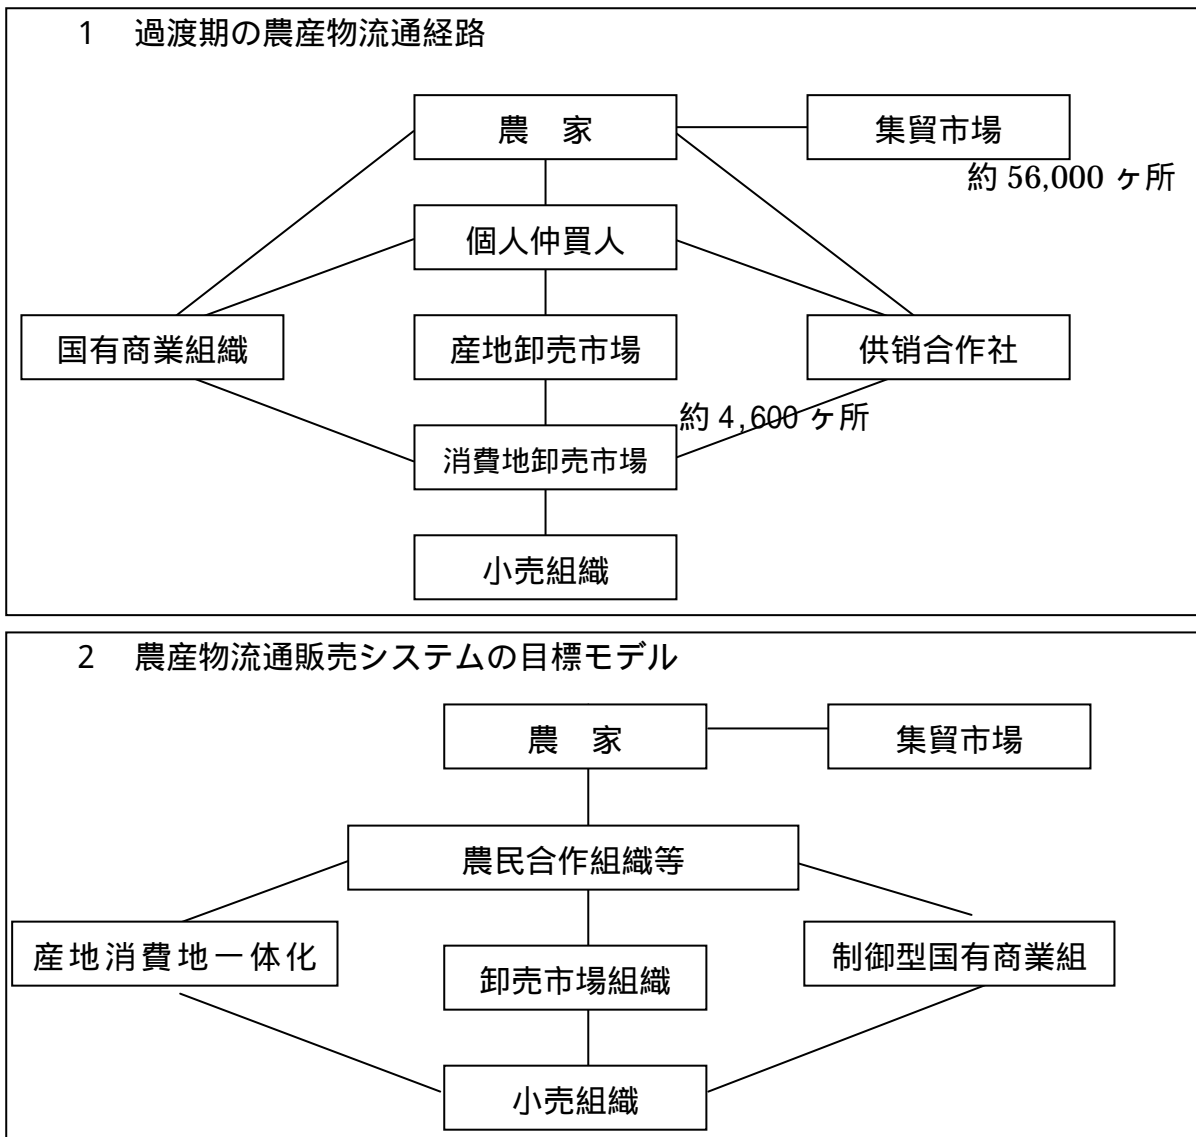 1 過渡期の農産物流通経路
農 家
集貿市場
約 56,000 ヶ所
個人仲買人
国有商業組織
産地卸売市場
供销合作社
約 4,600 ヶ所
消費地卸売市場
小売組織
2 農産物流通販売システムの目標モデル
農 家
集貿市場
農民合作組織等
産地消費地一体化
卸売市場組織
制御型国有商業組
小売組織